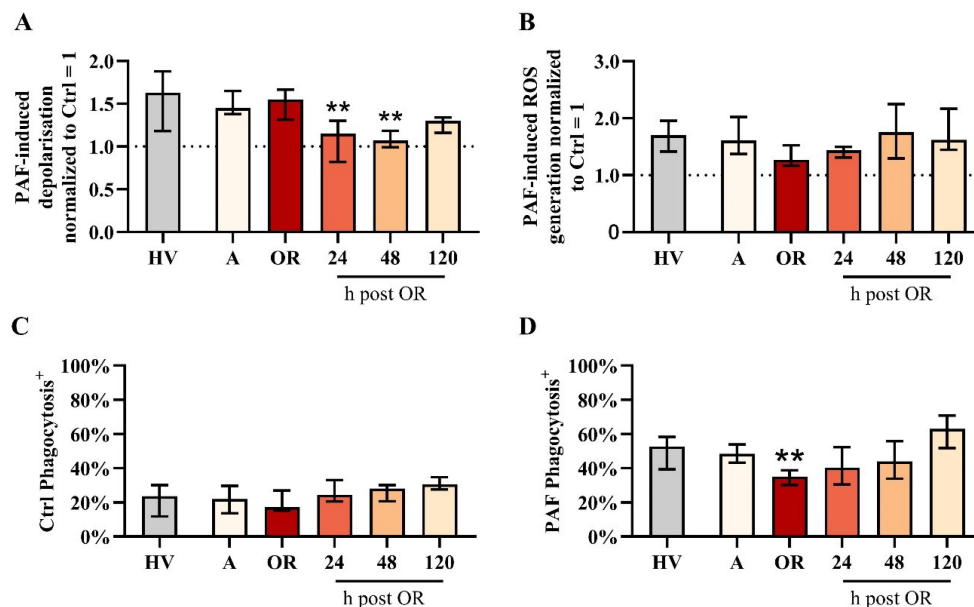 A
PAF-induced
depolarisation
normalized to Ctrl = 1
2.0
1.5
1.0
0.5
0.0
**
**
HV
A
OR
24
48
120
h post OR
B
PAF-induced ROS
generation normalized
to Ctrl = 1
3.0
2.0
1.0
0
HV
A
OR
24
48
120
h post OR
C
Ctrl Phagocytosis⁺
100%
80%
60%
40%
20%
0%
HV
A
OR
24
48
120
h post OR
D
PAF Phagocytosis⁺
100%
80%
60%
40%
20%
0%
**
HV
A
OR
24
48
120
h post OR